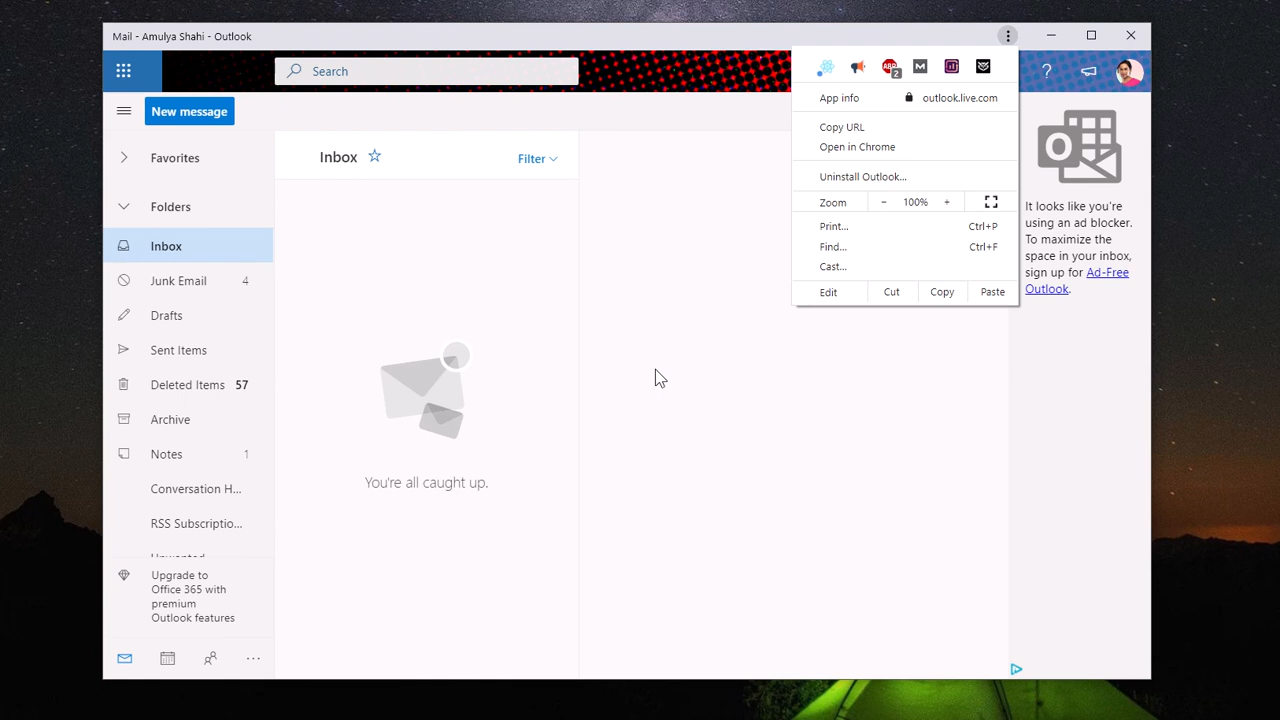 Mail - Amulya Shahi - Outlook
Search
ABP
2
M
App info
outlook.live.com
Copy URL
Open in Chrome
Uninstall Outlook...
Zoom
-
100%
+
Print...
Ctrl+P
Find...
Ctrl+F
Cast...
Edit
Cut
Copy
Paste
?
New message
Favorites
Folders
Inbox
Junk Email 4
Drafts
Sent Items
Deleted Items 57
Archive
Notes 1
Conversation H...
RSS Subscriptio...
Unwanted
Upgrade to
Office 365 with
premium
Outlook features
...
Inbox
Filter
You're all caught up.
O
It looks like you're
using an ad blocker.
To maximize the
space in your inbox,
sign up for Ad-Free
Outlook.